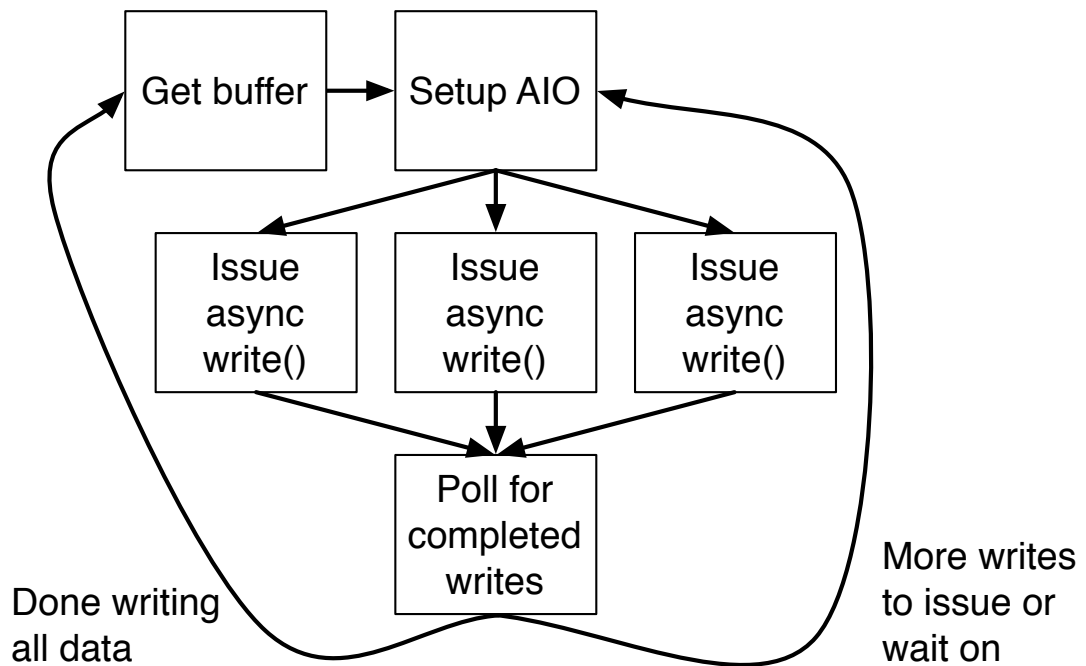 Get buffer
Setup AIO
Issue
async
write()
Issue
async
write()
Issue
async
write()
Poll for
completed
writes
Done writing
all data
More writes
to issue or
wait on